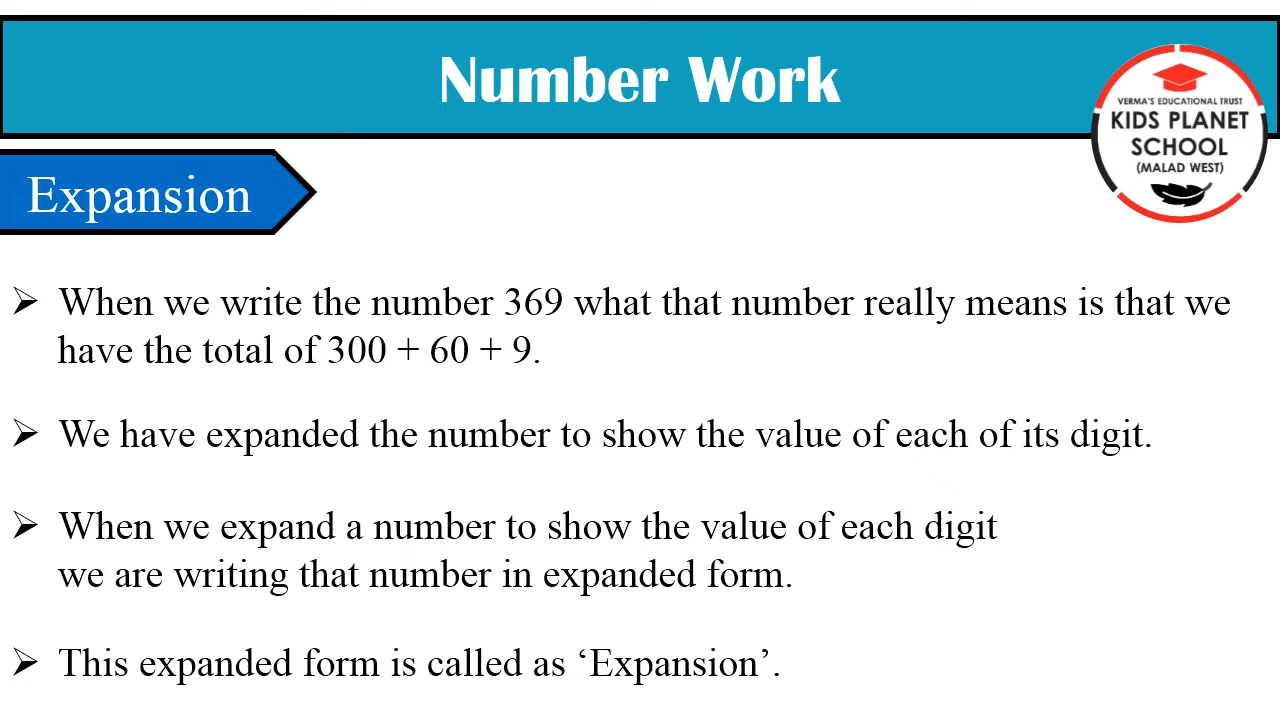 Number Work
VERMA'S EDUCATIONAL TRUST
KIDS PLANET
SCHOOL
(MALAD WEST)
Expansion
➢ When we write the number 369 what that number really means is that we
have the total of 300 + 60 + 9.
➢ We have expanded the number to show the value of each of its digit.
➢ When we expand a number to show the value of each digit
we are writing that number in expanded form.
➢ This expanded form is called as ‘Expansion’.